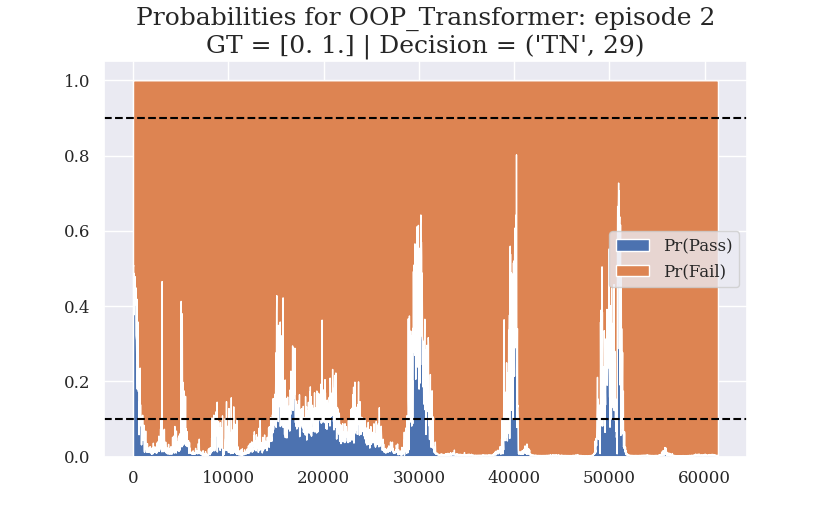 Probabilities for OOP_Transformer: episode 2
GT = [0. 1.] | Decision = ('TN', 29)
1.0
0.8
0.6
0.4
0.2
0.0
Pr(Pass)
Pr(Fail)
0 10000 20000 30000 40000 50000 60000